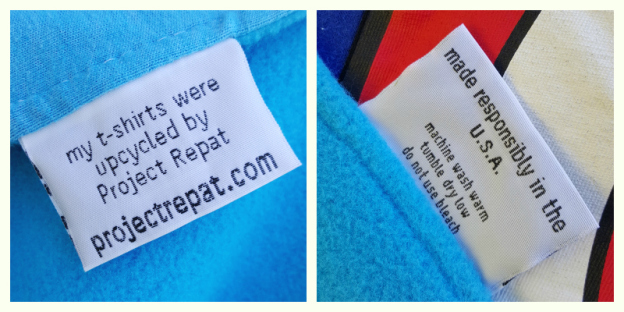 my t-shirts were
upcycled by
Project Repat
projectrepat.com
made responsibly in the
U.S.A.
machine wash warm
tumble dry low
do not use bleach